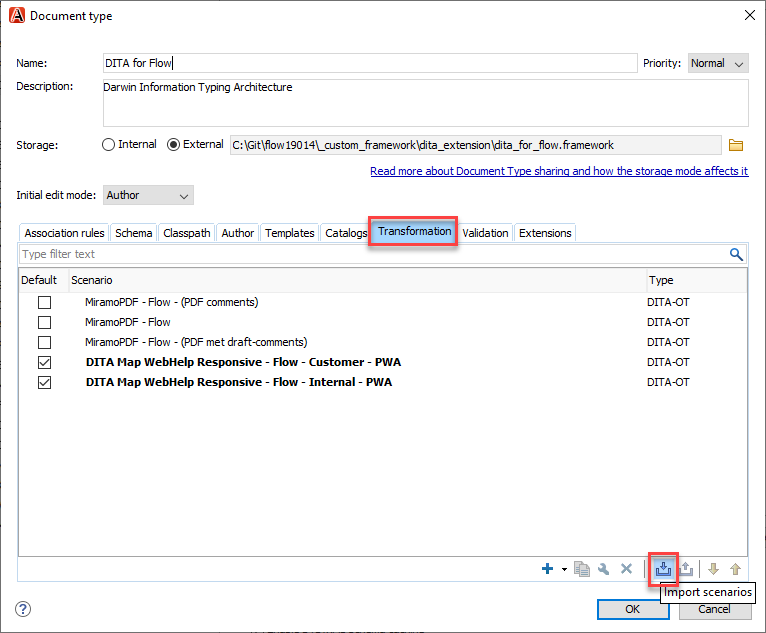 Document type
Name: DITA for Flow Priority: Normal
Description: Darwin Information Typing Architecture
Storage: Internal External C:\Git\flow19014\_custom_framework\dita_extension\dita_for_flow.framework
Read more about Document Type sharing and how the storage mode affects it
Initial edit mode: Author
Association rules Schema Classpath Author Templates Catalogs Transformation Validation Extensions
Type filter text
Default Scenario Type
MiramoPDF - Flow - (PDF comments) DITA-OT
MiramoPDF - Flow DITA-OT
MiramoPDF - Flow - (PDF met draft-comments) DITA-OT
DITA Map WebHelp Responsive - Flow - Customer - PWA DITA-OT
DITA Map WebHelp Responsive - Flow - Internal - PWA DITA-OT
Import scenarios
OK Cancel